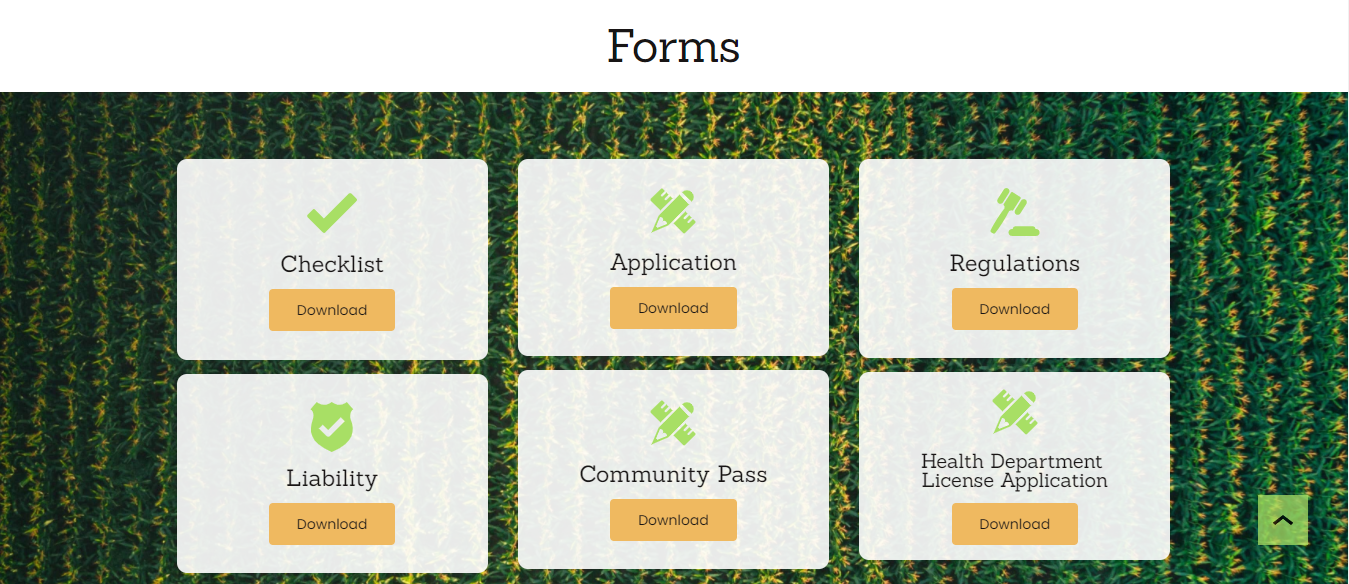 Forms
Checklist
Download
Application
Download
Regulations
Download
Liability
Download
Community Pass
Download
Health Department
License Application
Download